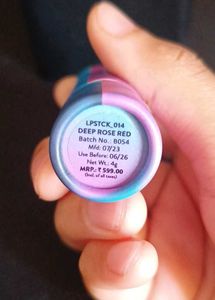 LPSTCK_014
DEEP ROSE RED
Batch No.: B054
Mfd: 07/23
Use Before: 06/26
Net Wt.: 4g
MRP.: ₹ 599.00
(Incl. of all taxes)